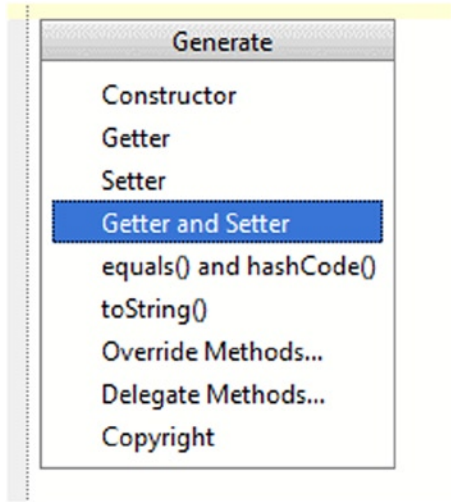 Generate
Constructor
Getter
Setter
Getter and Setter
equals() and hashCode()
toString()
Override Methods...
Delegate Methods...
Copyright